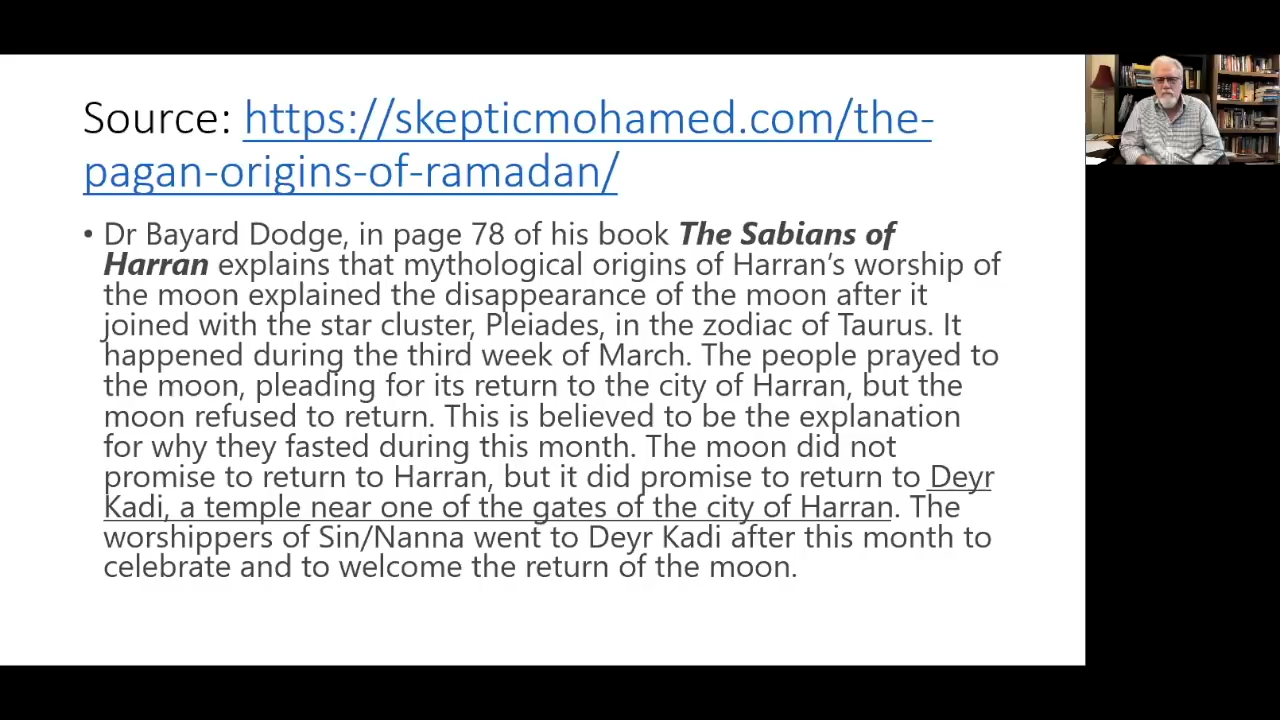 Source: https://skepticmohamed.com/the-
pagan-origins-of-ramadan/
• Dr Bayard Dodge, in page 78 of his book The Sabians of
Harran explains that mythological origins of Harran's worship of
the moon explained the disappearance of the moon after it
joined with the star cluster, Pleiades, in the zodiac of Taurus. It
happened during the third week of March. The people prayed to
the moon, pleading for its return to the city of Harran, but the
moon refused to return. This is believed to be the explanation
for why they fasted during this month. The moon did not
promise to return to Harran, but it did promise to return to Deyr
Kadi, a temple near one of the gates of the city of Harran. The
worshippers of Sin/Nanna went to Deyr Kadi after this month to
celebrate and to welcome the return of the moon.